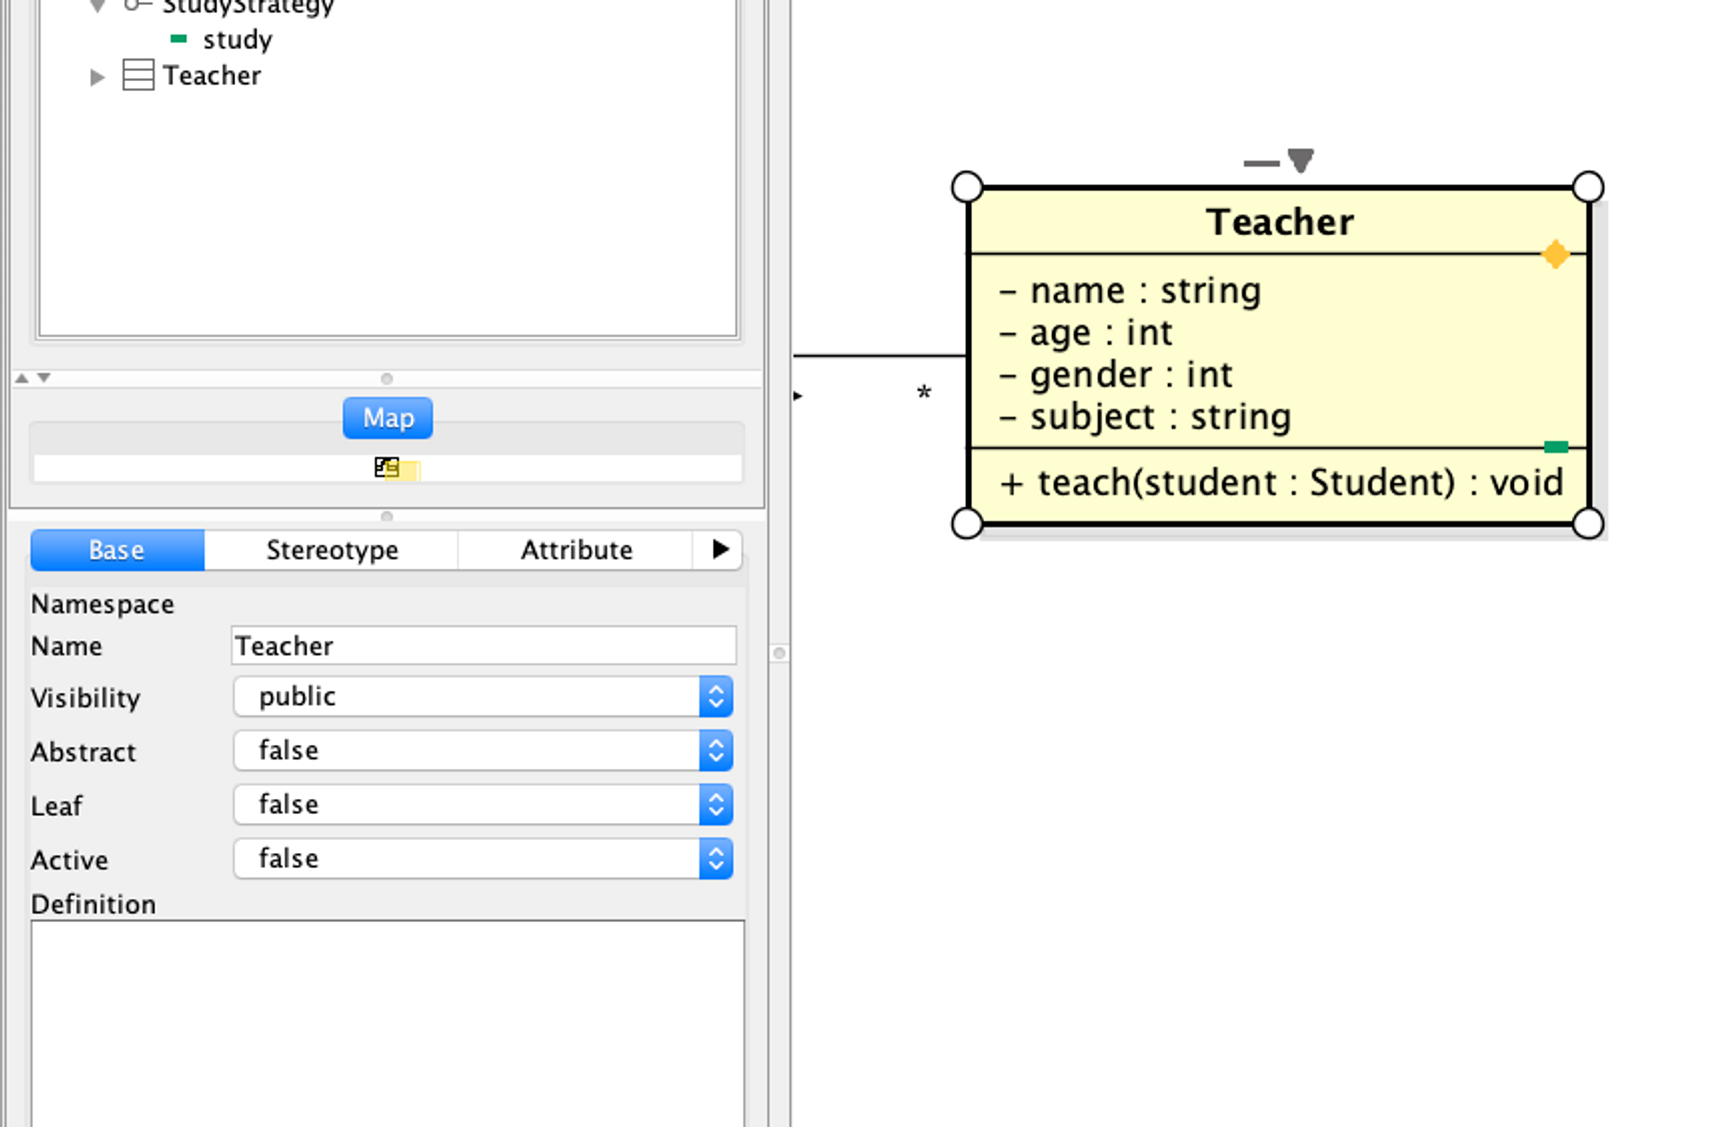 StudyStrategy
study
Teacher
Map
Base Stereotype Attribute
Namespace
Name Teacher
Visibility public
Abstract false
Leaf false
Active false
Definition
*
Teacher
– name : string
– age : int
– gender : int
– subject : string
+ teach(student : Student) : void